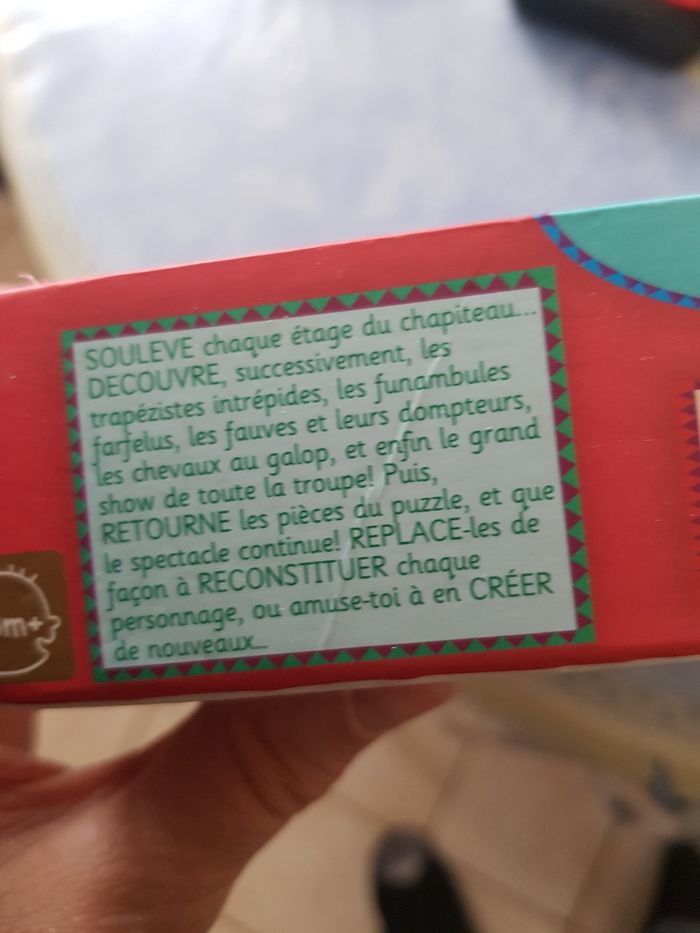 SOULEVE chaque étage du chapiteau...
DECOUVRE, successivement, les
trapézistes intrépides, les funambules
farfelus, les fauves et leurs dompteurs,
les chevaux au galop, et enfin le grand
show de toute la troupe! Puis,
RETOURNE les pièces du puzzle, et que
le spectacle continue! REPLACE-les de
façon à RECONSTITUER chaque
personnage, ou amuse-toi à en CRÉER
de nouveaux...
m+